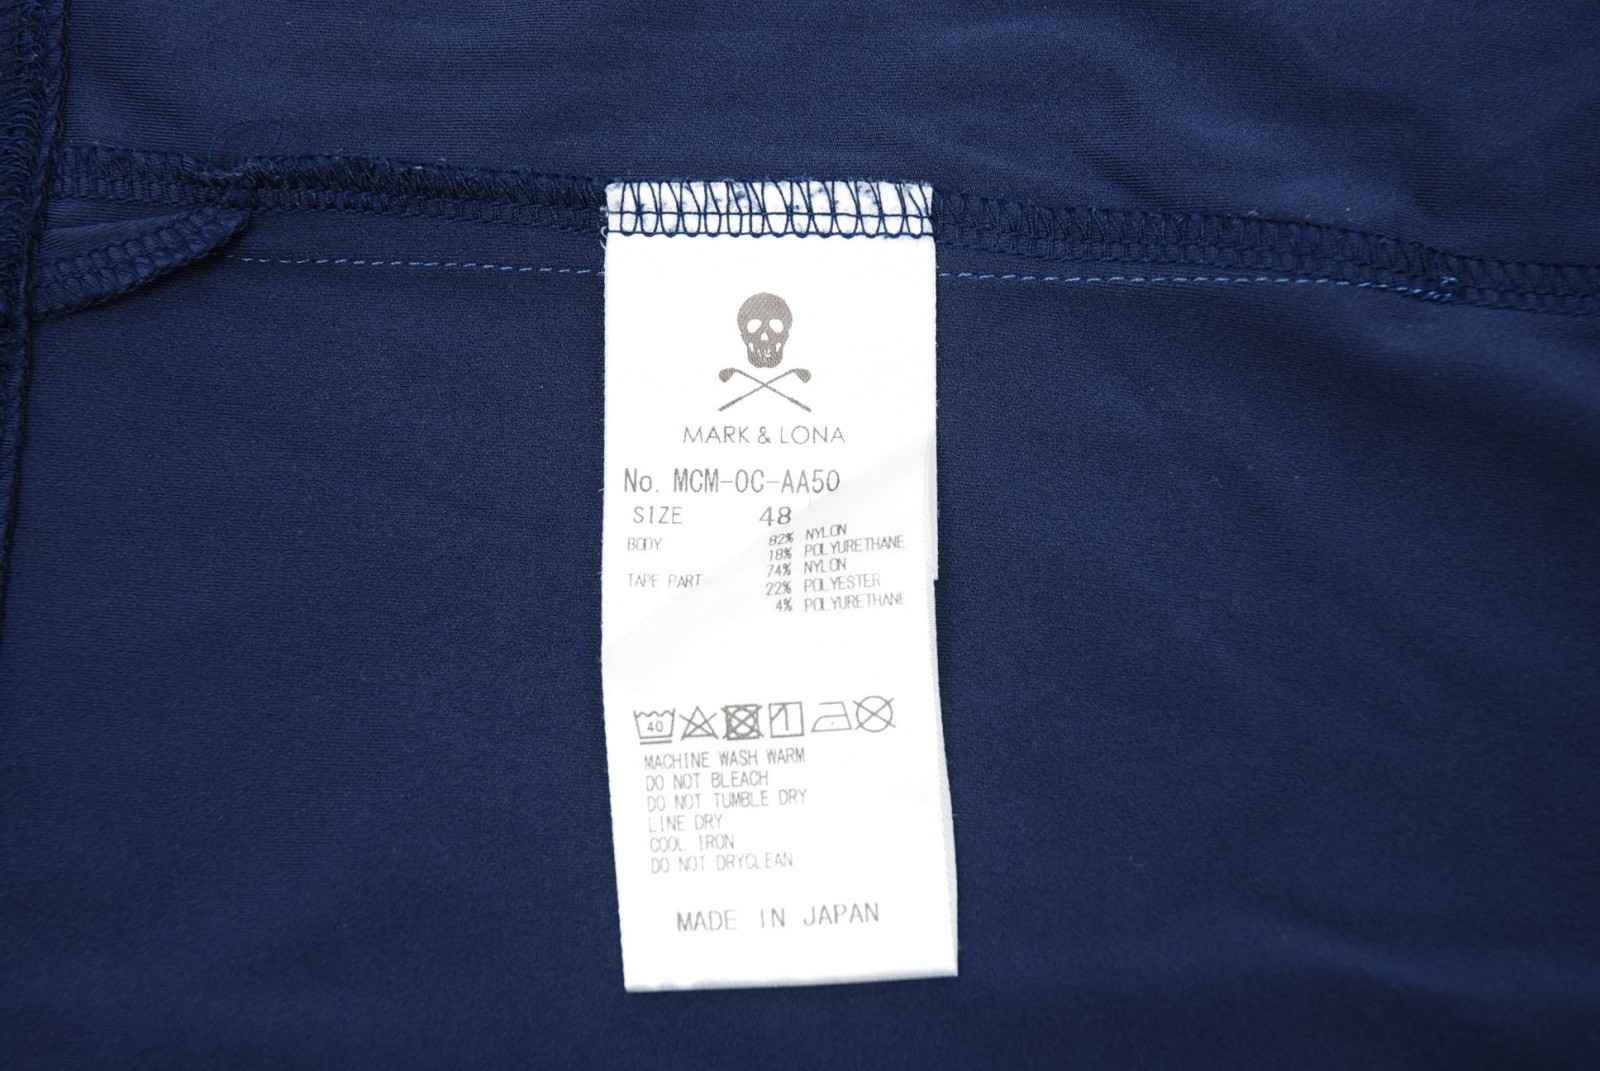 MARK & LONA
No. MCM-OC-AA50
SIZE 48
BODY 82% NYLON
18% POLYURETHANE
TAPE PART 74% NYLON
22% POLYESTER
4% POLYURETHANE
40
MACHINE WASH WARM
DO NOT BLEACH
DO NOT TUMBLE DRY
LINE DRY
COOL IRON
DO NOT DRYCLEAN
MADE IN JAPAN